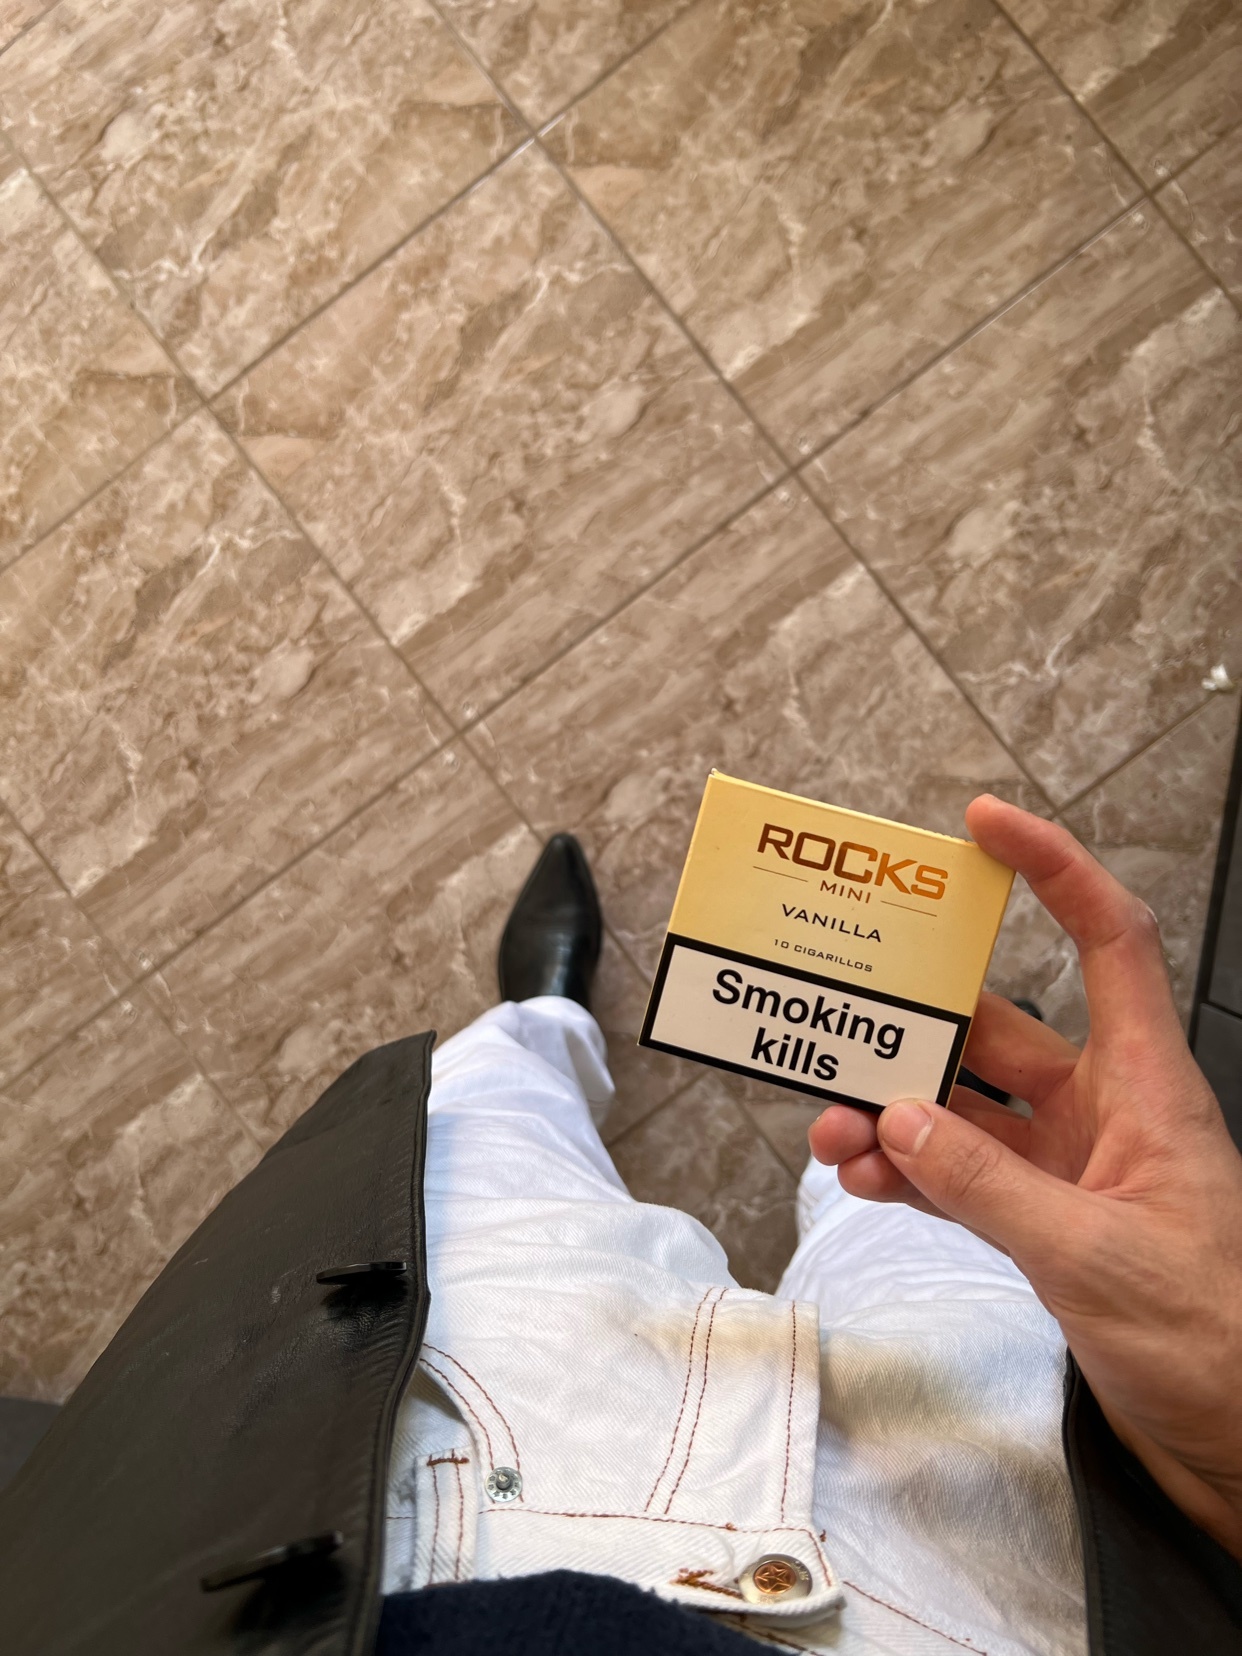 ROCKS
MINI
VANILLA
10 CIGARILLOS
Smoking
kills